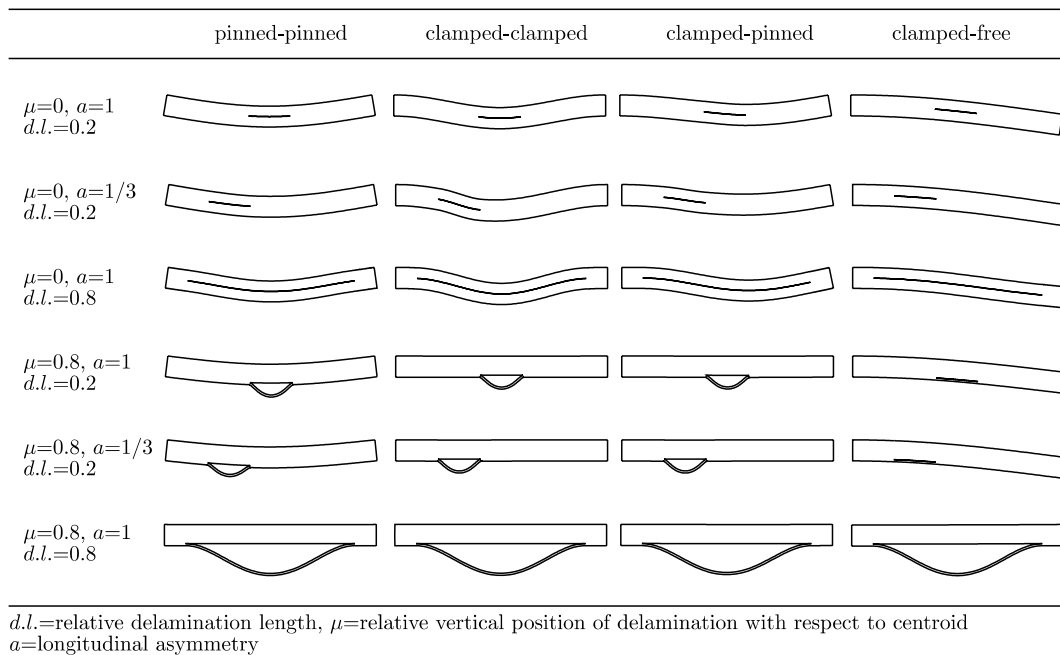 pinned-pinned clamped-clamped clamped-pinned clamped-free
μ=0, a=1
d.l.=0.2
μ=0, a=1/3
d.l.=0.2
μ=0, a=1
d.l.=0.8
μ=0.8, a=1
d.l.=0.2
μ=0.8, a=1/3
d.l.=0.2
μ=0.8, a=1
d.l.=0.8
d.l.=relative delamination length, μ=relative vertical position of delamination with respect to centroid
a=longitudinal asymmetry